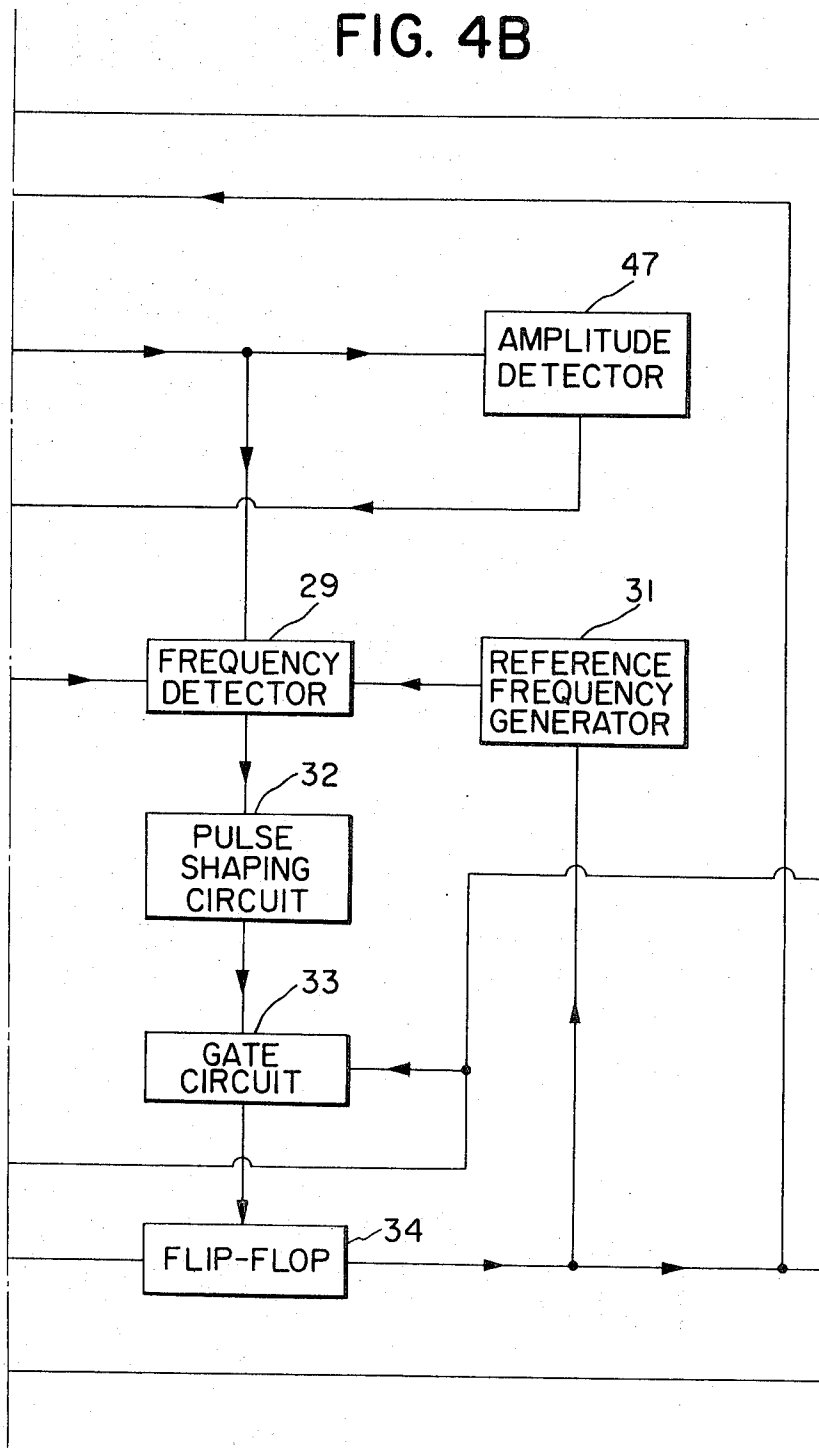 FIG. 4B
47
AMPLITUDE
DETECTOR
29
FREQUENCY
DETECTOR
31
REFERENCE
FREQUENCY
GENERATOR
32
PULSE
SHAPING
CIRCUIT
33
GATE
CIRCUIT
34
FLIP-FLOP